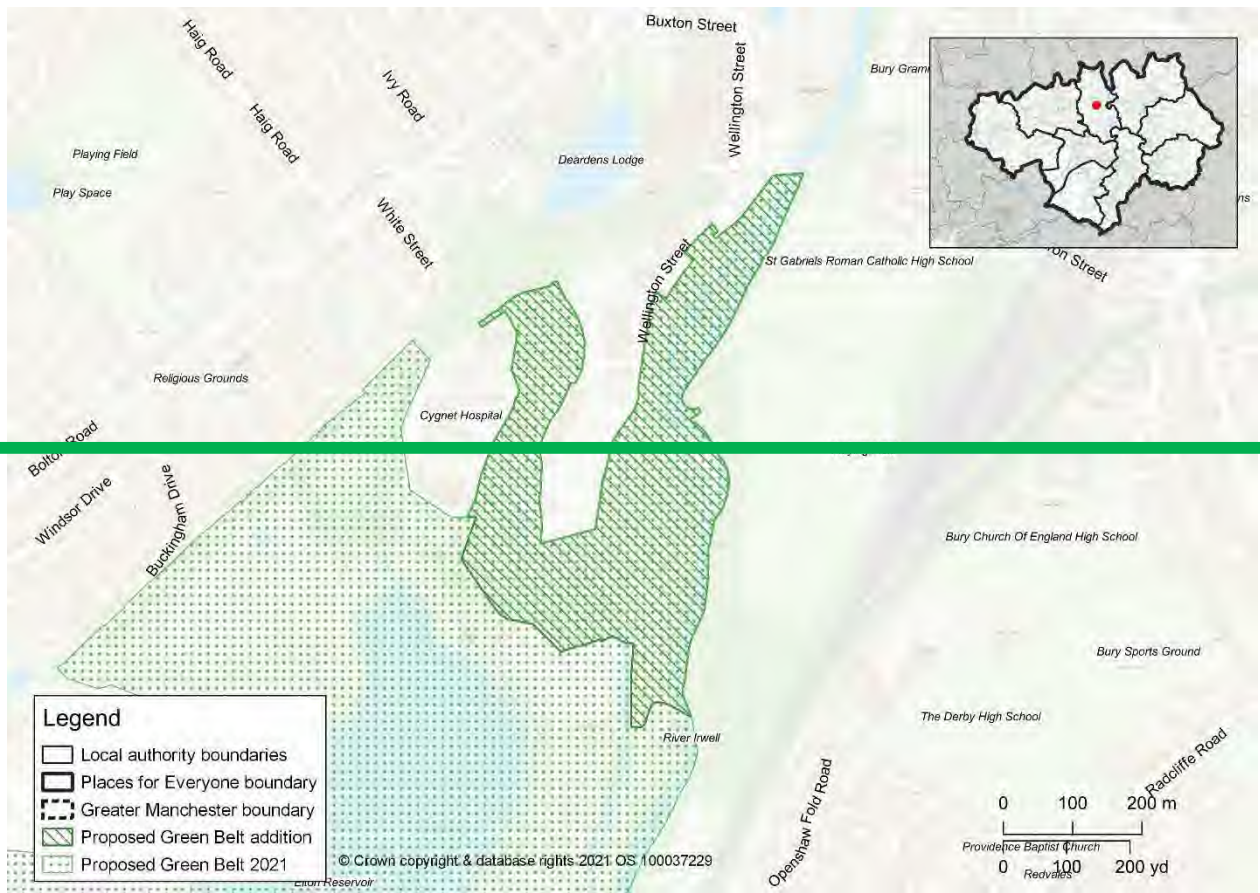 Buxton Street
Haig Road
Ivy Road
Wellington Street
Bury
Haig Road
Playing Field
Deardens Lodge
Play Space
White Street
St Gabriels Roman Catholic High School
Street
Wellington Street
Religious Grounds
Cygnet Hospital
Bolton Road
Windsor Drive
Buckingham Drive
Bury Church Of England High School
Bury Sports Ground
The Derby High School
River Irwell
Radcliffe Road
Openshaw Fold Road
Legend
Local authority boundaries
Places for Everyone boundary
Greater Manchester boundary
Proposed Green Belt addition
Proposed Green Belt 2021
0 100 200 m
Providence Baptist Church
0 100 200 yd
Redvales
© Crown copyright & database rights 2021 OS 100037229
Elton Reservoir